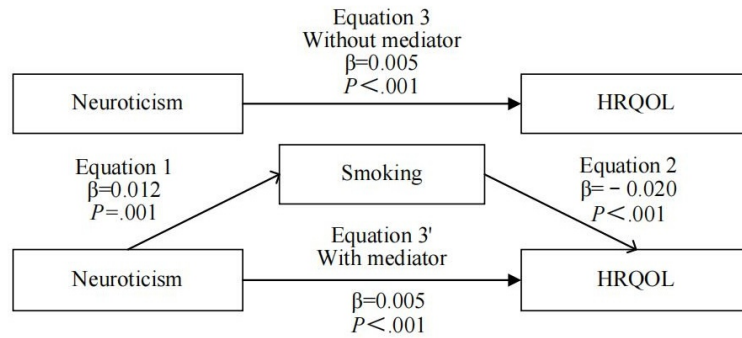 Equation 3
Without mediator
β=0.005
P<.001
Neuroticism
HRQOL
Equation 1
β=0.012
P=.001
Smoking
Equation 2
β=－0.020
P<.001
Equation 3'
With mediator
Neuroticism
HRQOL
β=0.005
P<.001